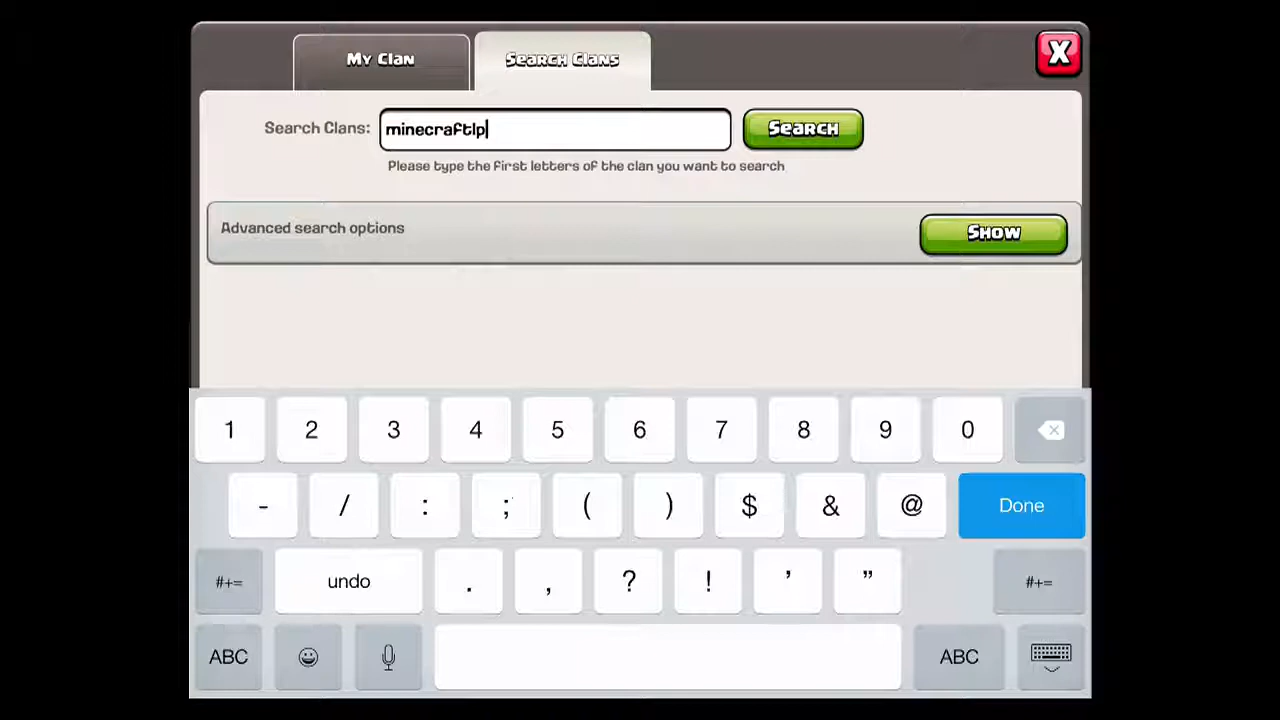 My Clan
Search Clans
X
Search Clans: minecraftlp
Search
Please type the first letters of the clan you want to search
Advanced search options
Show
1 2 3 4 5 6 7 8 9 0
- / : ; ( ) $ & @ Done
#+= undo . , ? ! ’ ” #+=
ABC ABC